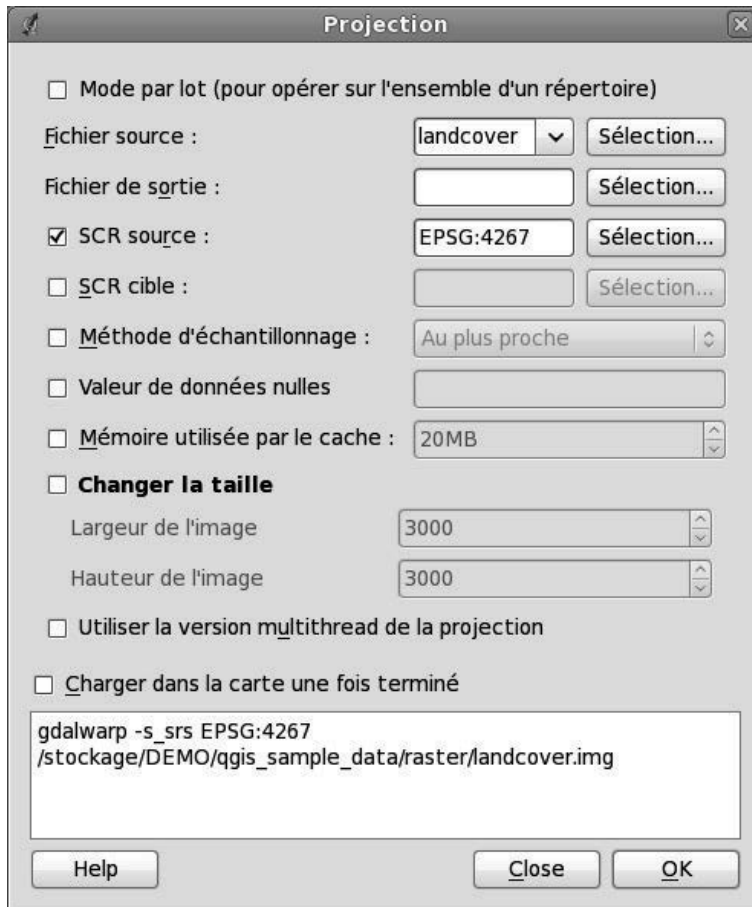 Projection
Mode par lot (pour opérer sur l'ensemble d'un répertoire)
Fichier source : landcover Sélection...
Fichier de sortie : Sélection...
SCR source : EPSG:4267 Sélection...
SCR cible : Sélection...
Méthode d'échantillonnage : Au plus proche
Valeur de données nulles
Mémoire utilisée par le cache : 20MB
Changer la taille
Largeur de l'image 3000
Hauteur de l'image 3000
Utiliser la version multithread de la projection
Charger dans la carte une fois terminé
gdalwarp -s_srs EPSG:4267
/stockage/DEMO/qgis_sample_data/raster/landcover.img
Help Close OK